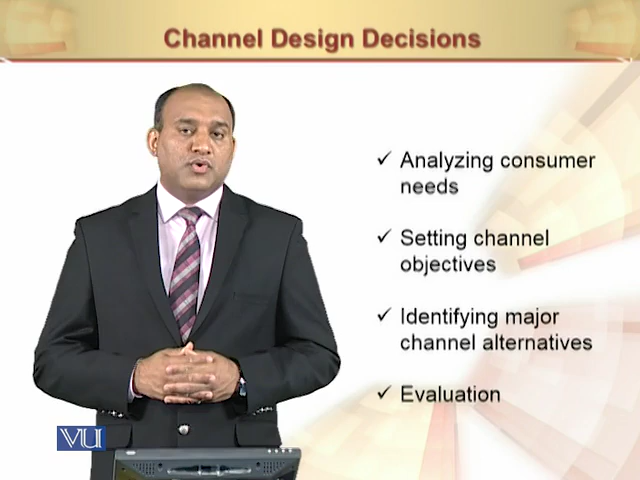 Channel Design Decisions
✓ Analyzing consumer
needs
✓ Setting channel
objectives
✓ Identifying major
channel alternatives
✓ Evaluation
VU